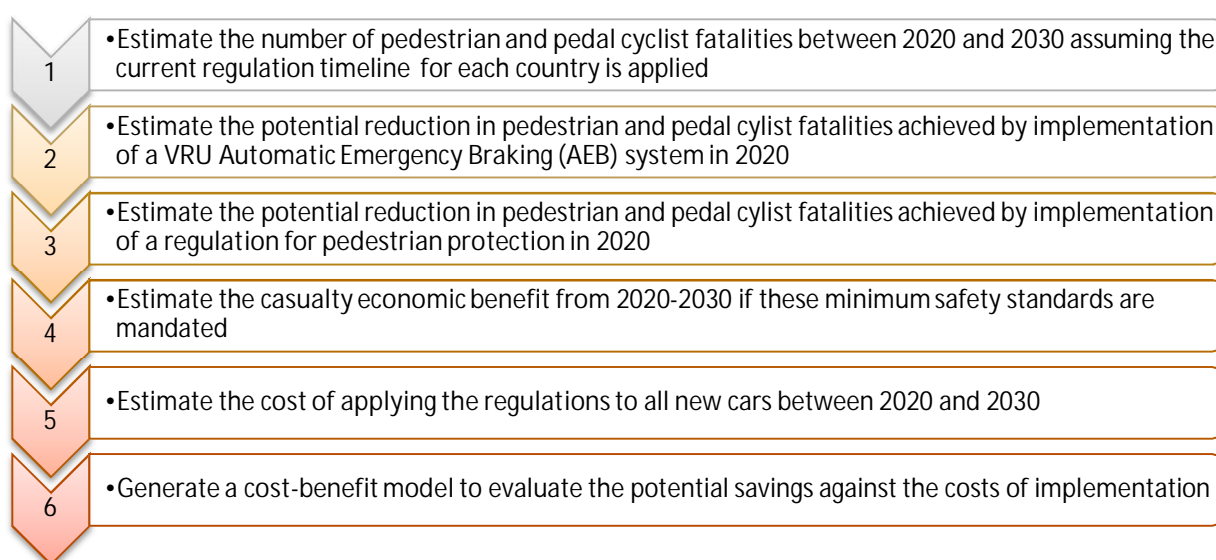 1
•Estimate the number of pedestrian and pedal cyclist fatalities between 2020 and 2030 assuming the
current regulation timeline for each country is applied
2
•Estimate the potential reduction in pedestrian and pedal cylist fatalities achieved by implementation
of a VRU Automatic Emergency Braking (AEB) system in 2020
3
•Estimate the potential reduction in pedestrian and pedal cylist fatalities achieved by implementation
of a regulation for pedestrian protection in 2020
4
•Estimate the casualty economic benefit from 2020-2030 if these minimum safety standards are
mandated
5
•Estimate the cost of applying the regulations to all new cars between 2020 and 2030
6
•Generate a cost-benefit model to evaluate the potential savings against the costs of implementation